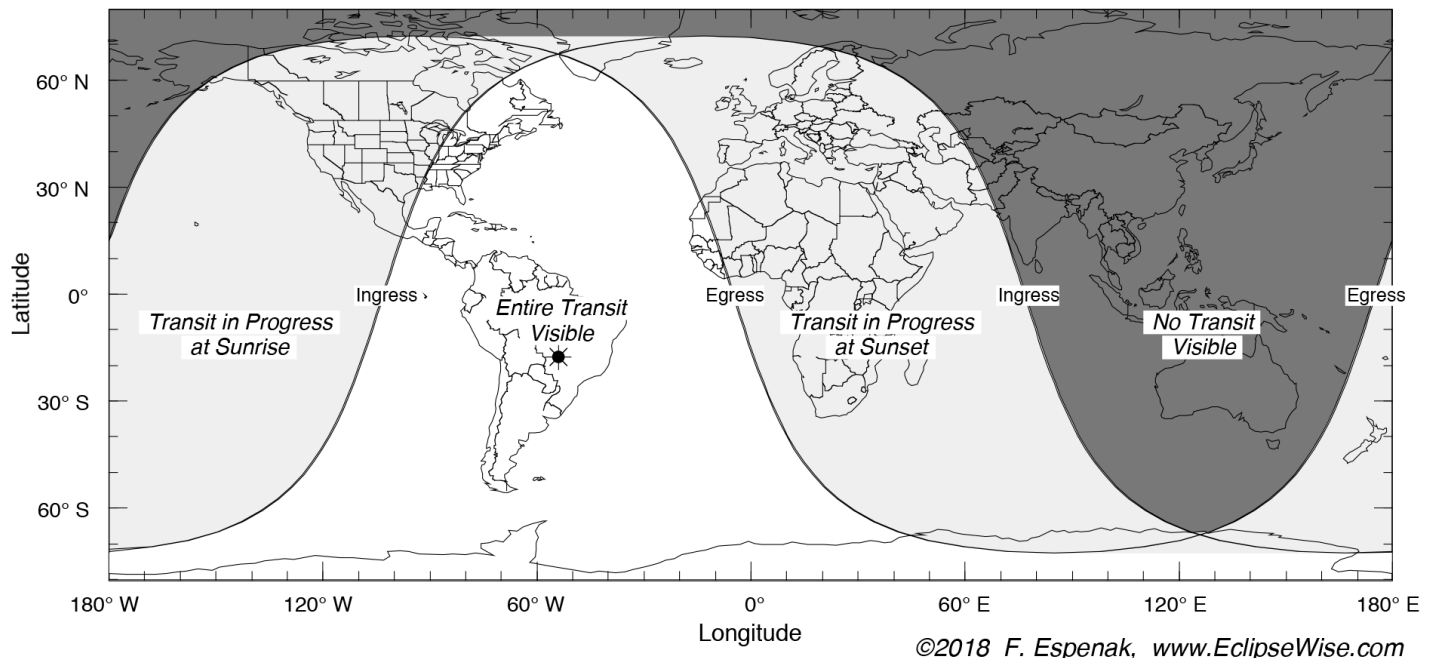 60° N
30° N
0°
30° S
60° S
Latitude
Ingress
Egress
Ingress
Egress
Transit in Progress
at Sunrise
Entire Transit
Visible
Transit in Progress
at Sunset
No Transit
Visible
180° W
120° W
60° W
0°
60° E
120° E
180° E
Longitude
©2018 F. Espenak, www.EclipseWise.com